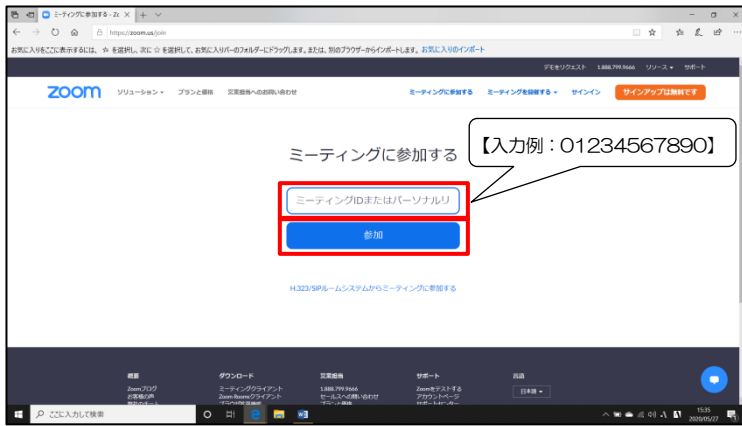 ミーティングに参加する - Zc
https://zoom.us/join
お気に入りをここに表示するには、☆ を選択し、次に ☆ を選択して、お気に入りバーのフォルダーにドラッグします。または、別のブラウザーからインポートします。 お気に入りのインポート
デモをリクエスト 1.888.799.9666 リソース サポート
zoom ソリューション プランと価格 営業担当へのお問い合わせ ミーティングに参加する ミーティングを開催する サインイン サインアップは無料です
【入力例：01234567890】
ミーティングに参加する
ミーティングIDまたはパーソナルリ
参加
H.323/SIPルームシステムからミーティングに参加する
概要 ダウンロード 営業担当 サポート 言語
Zoomブログ ミーティングクライアント 1.888.799.9666 Zoomをテストする
お客様の声 Zoom Roomsクライアント セールスへの問い合わせ アカウントページ
日本語
ここに入力して検索
15:35
2020/05/27